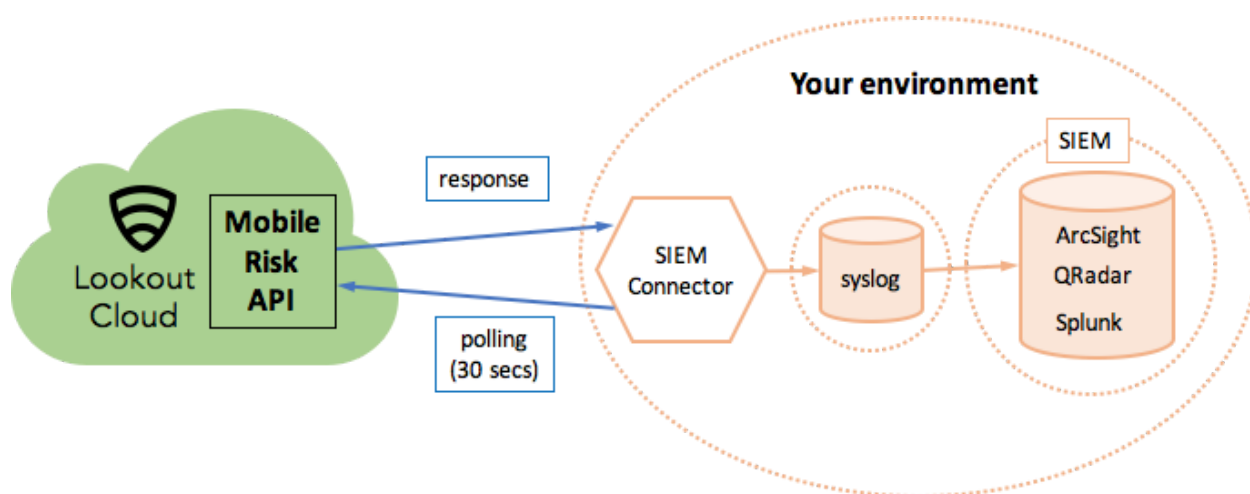 Your environment
Lookout
Cloud
Mobile
Risk
API
response
polling
(30 secs)
SIEM
Connector
syslog
SIEM
ArcSight
QRadar
Splunk